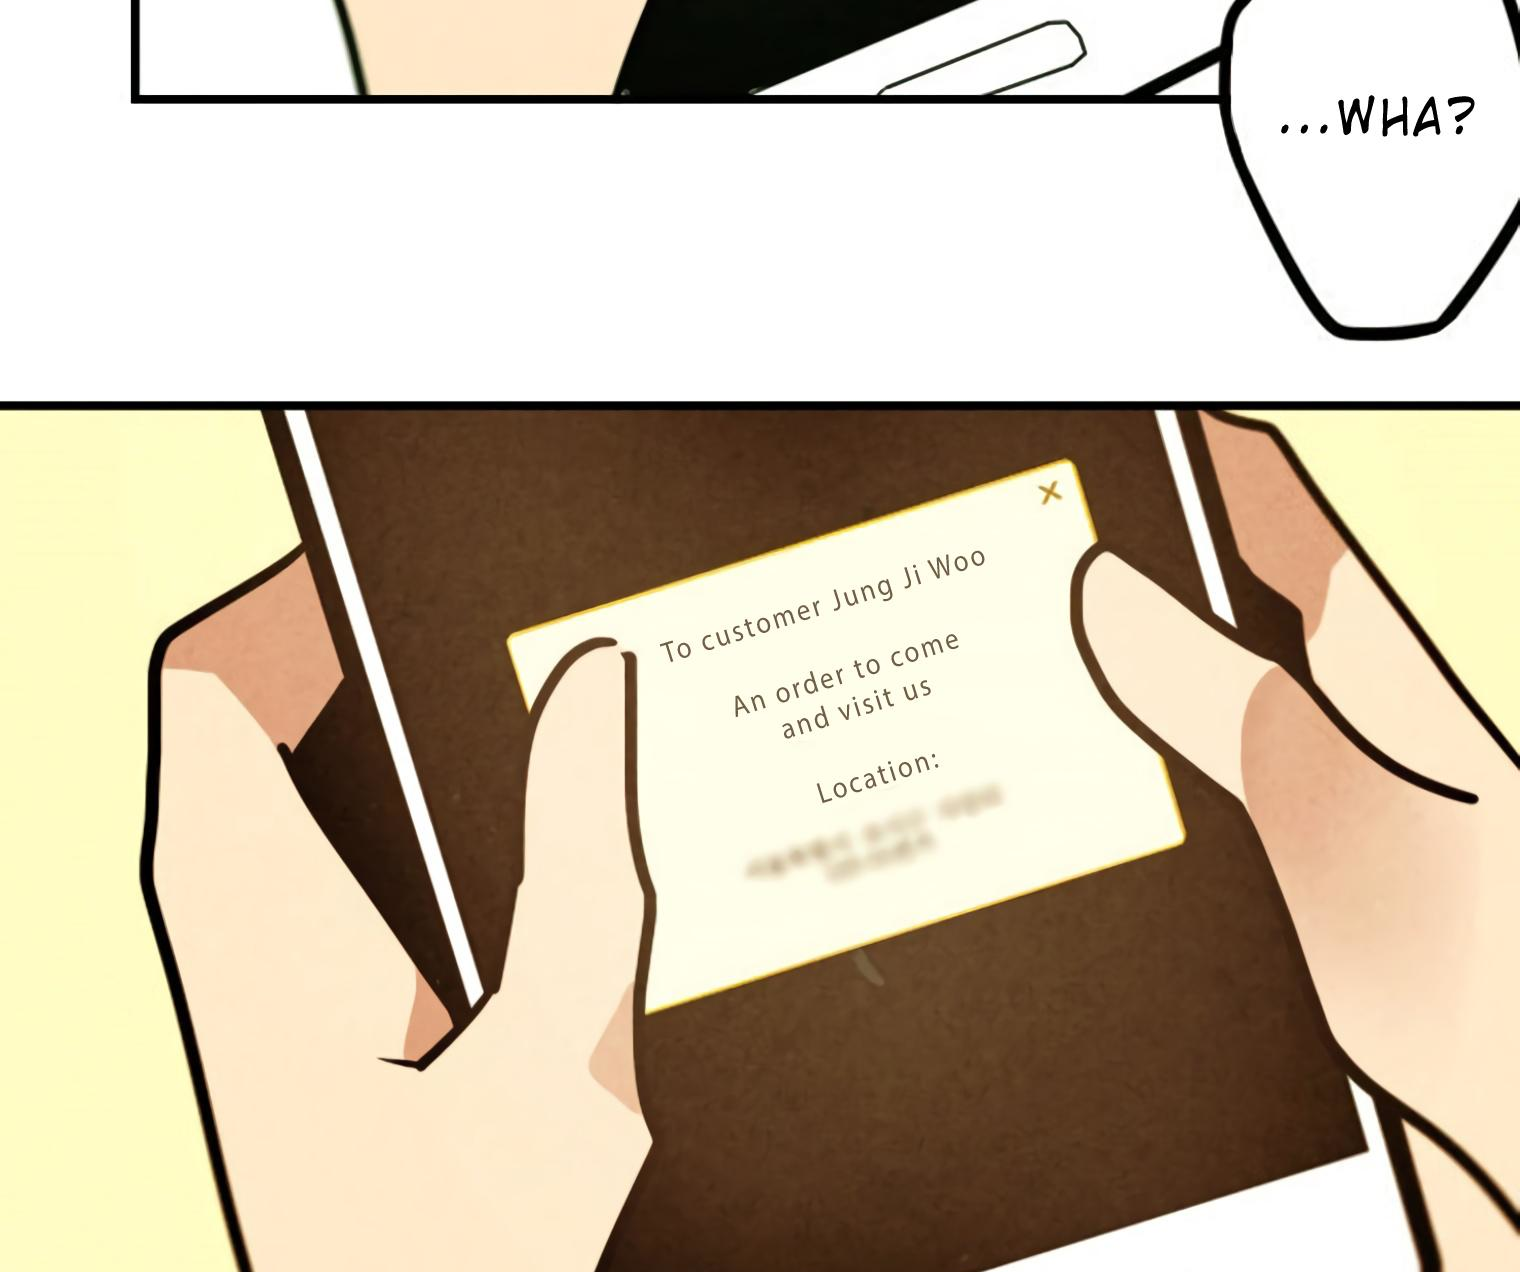 ...WHA?
To customer Jung Ji Woo
An order to come
and visit us
Location: